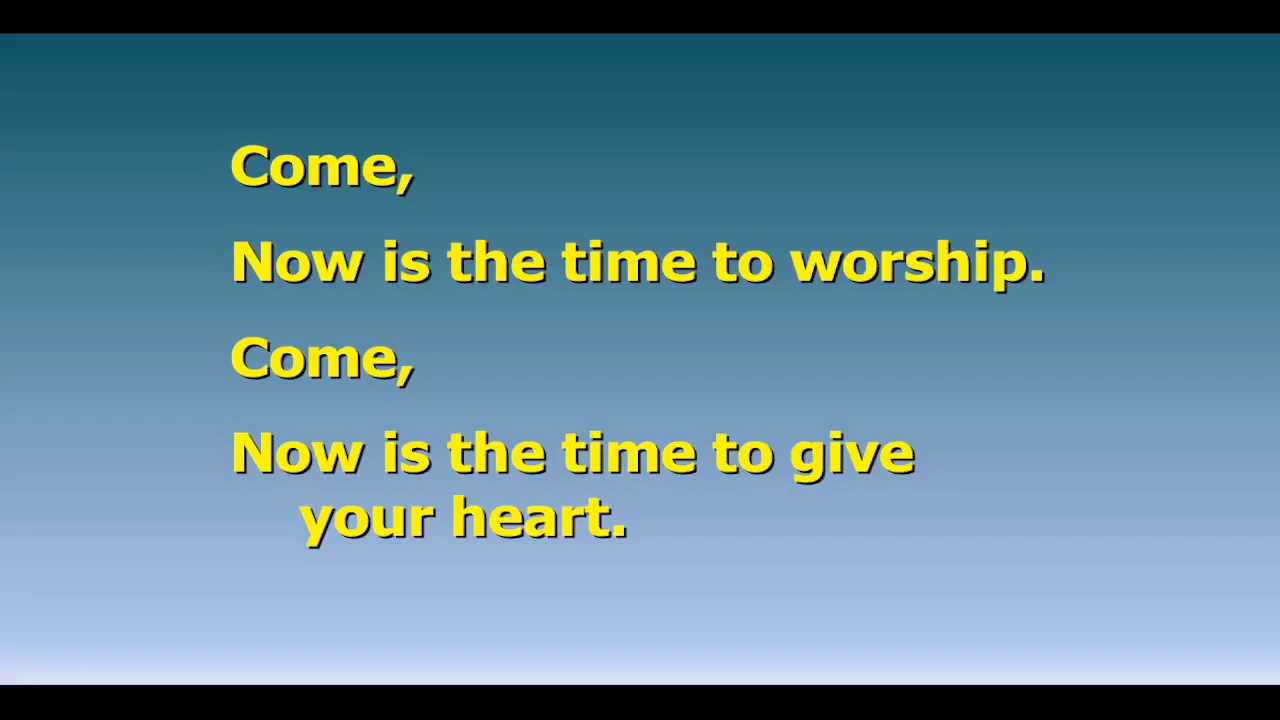 Come,
Now is the time to worship.
Come,
Now is the time to give
your heart.